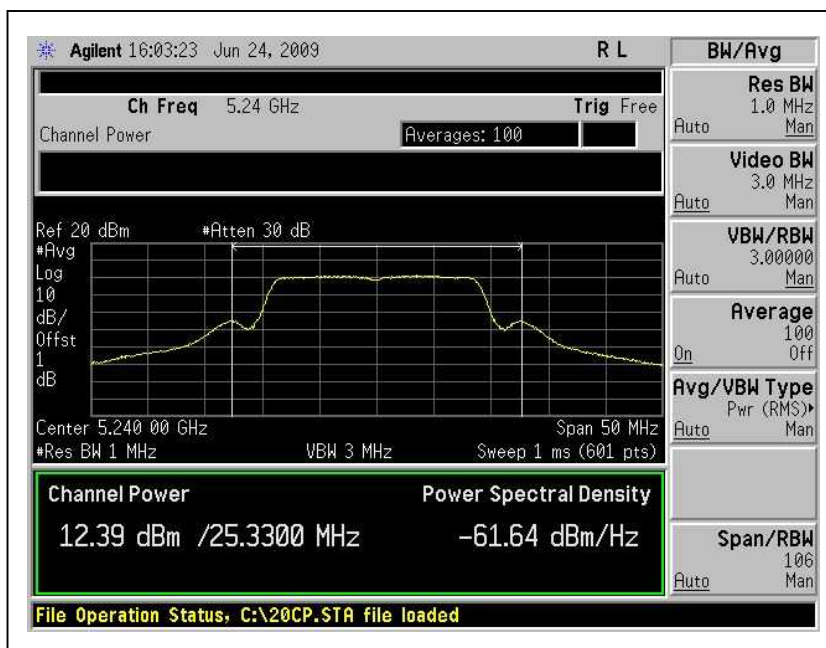 Agilent 16:03:23 Jun 24, 2009 R L
BW/Avg
Ch Freq 5.24 GHz Trig Free
Channel Power Averages: 100
Ref 20 dBm #Atten 30 dB
#Avg
Log
10
dB/
Offst
1
dB
Center 5.240 00 GHz Span 50 MHz
#Res BW 1 MHz VBW 3 MHz Sweep 1 ms (601 pts)
Channel Power Power Spectral Density
12.39 dBm /25.3300 MHz -61.64 dBm/Hz
File Operation Status, C:\20CP.STA file loaded
Res BW
1.0 MHz
Auto Man
Video BW
3.0 MHz
Auto Man
VBW/RBW
3.00000
Auto Man
Average
100
On Off
Avg/VBW Type
Pwr (RMS)▸
Auto Man
Span/RBW
106
Auto Man